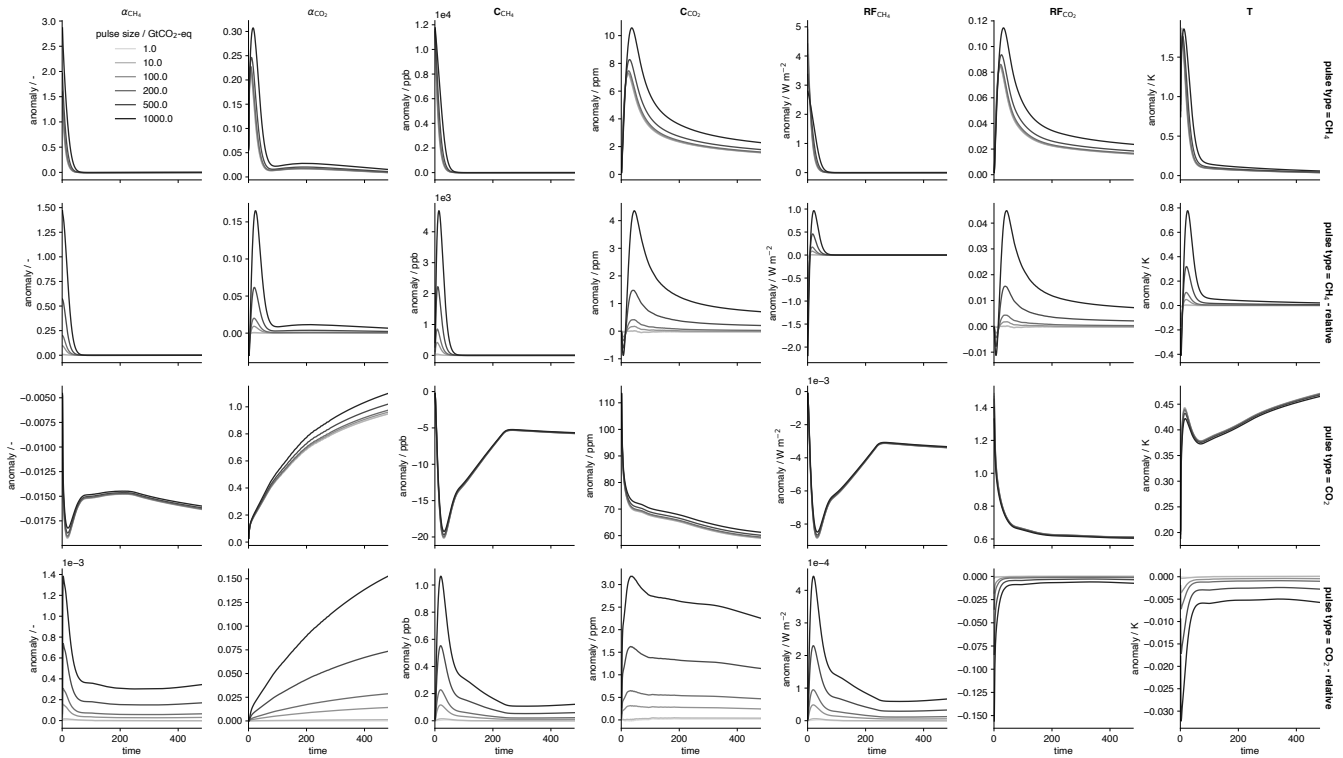 α_CH₄ α_CO₂ C_CH₄ C_CO₂ RF_CH₄ RF_CO₂ T
1e4
3.0 2.5 2.0 1.5 1.0 0.5 0.0
anomaly / -
pulse size / GtCO₂-eq
1.0
10.0
100.0
200.0
500.0
1000.0
0.30 0.25 0.20 0.15 0.10 0.05 0.00
1.2 1.0 0.8 0.6 0.4 0.2 0.0
anomaly / ppb
10 8 6 4 2 0
anomaly / ppm
5 4 3 2 1 0
anomaly / W m⁻²
0.12 0.10 0.08 0.06 0.04 0.02 0.00
1.5 1.0 0.5 0.0
anomaly / K
pulse type = CH₄
1e3
1.50 1.25 1.00 0.75 0.50 0.25 0.00
anomaly / -
0.15 0.10 0.05 0.00
4 3 2 1 0
anomaly / ppb
4 3 2 1 0 −1
anomaly / ppm
1.0 0.5 0.0 −0.5 −1.0 −1.5 −2.0
anomaly / W m⁻²
0.04 0.03 0.02 0.01 0.00 −0.01
0.8 0.6 0.4 0.2 0.0 −0.2 −0.4
anomaly / K
pulse type = CH₄ - relative
1e−3
−0.0050 −0.0075 −0.0100 −0.0125 −0.0150 −0.0175
anomaly / -
1.0 0.8 0.6 0.4 0.2 0.0
0 −5 −10 −15 −20
anomaly / ppb
110 100 90 80 70 60
anomaly / ppm
0 −2 −4 −6 −8
anomaly / W m⁻²
1.4 1.2 1.0 0.8 0.6
0.45 0.40 0.35 0.30 0.25 0.20
anomaly / K
pulse type = CO₂
1e−3 1e−4
1.4 1.2 1.0 0.8 0.6 0.4 0.2 0.0
anomaly / -
0.150 0.125 0.100 0.075 0.050 0.025 0.000
1.0 0.8 0.6 0.4 0.2 0.0
anomaly / ppb
3.0 2.5 2.0 1.5 1.0 0.5 0.0
anomaly / ppm
4 3 2 1 0
anomaly / W m⁻²
0.000 −0.025 −0.050 −0.075 −0.100 −0.125 −0.150
0.000 −0.005 −0.010 −0.015 −0.020 −0.025 −0.030
anomaly / K
pulse type = CO₂ - relative
0 200 400 0 200 400 0 200 400 0 200 400 0 200 400 0 200 400 0 200 400
time time time time time time time